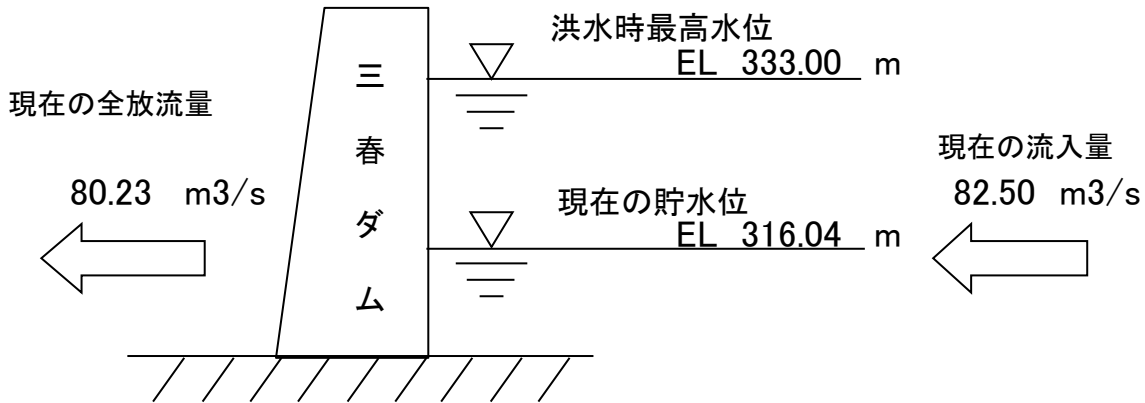 洪水時最高水位
EL 333.00 m
現在の全放流量
80.23 m3/s
三春ダム
現在の貯水位
EL 316.04 m
現在の流入量
82.50 m3/s